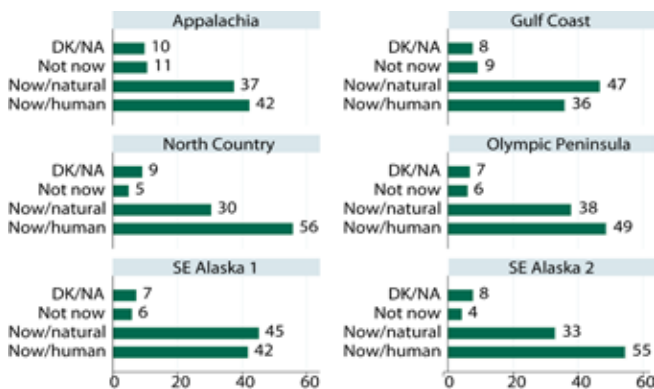 Appalachia
DK/NA 10
Not now 11
Now/natural 37
Now/human 42
Gulf Coast
DK/NA 8
Not now 9
Now/natural 47
Now/human 36
North Country
DK/NA 9
Not now 5
Now/natural 30
Now/human 56
Olympic Peninsula
DK/NA 7
Not now 6
Now/natural 38
Now/human 49
SE Alaska 1
DK/NA 7
Not now 6
Now/natural 45
Now/human 42
0 20 40 60
SE Alaska 2
DK/NA 8
Not now 4
Now/natural 33
Now/human 55
0 20 40 60